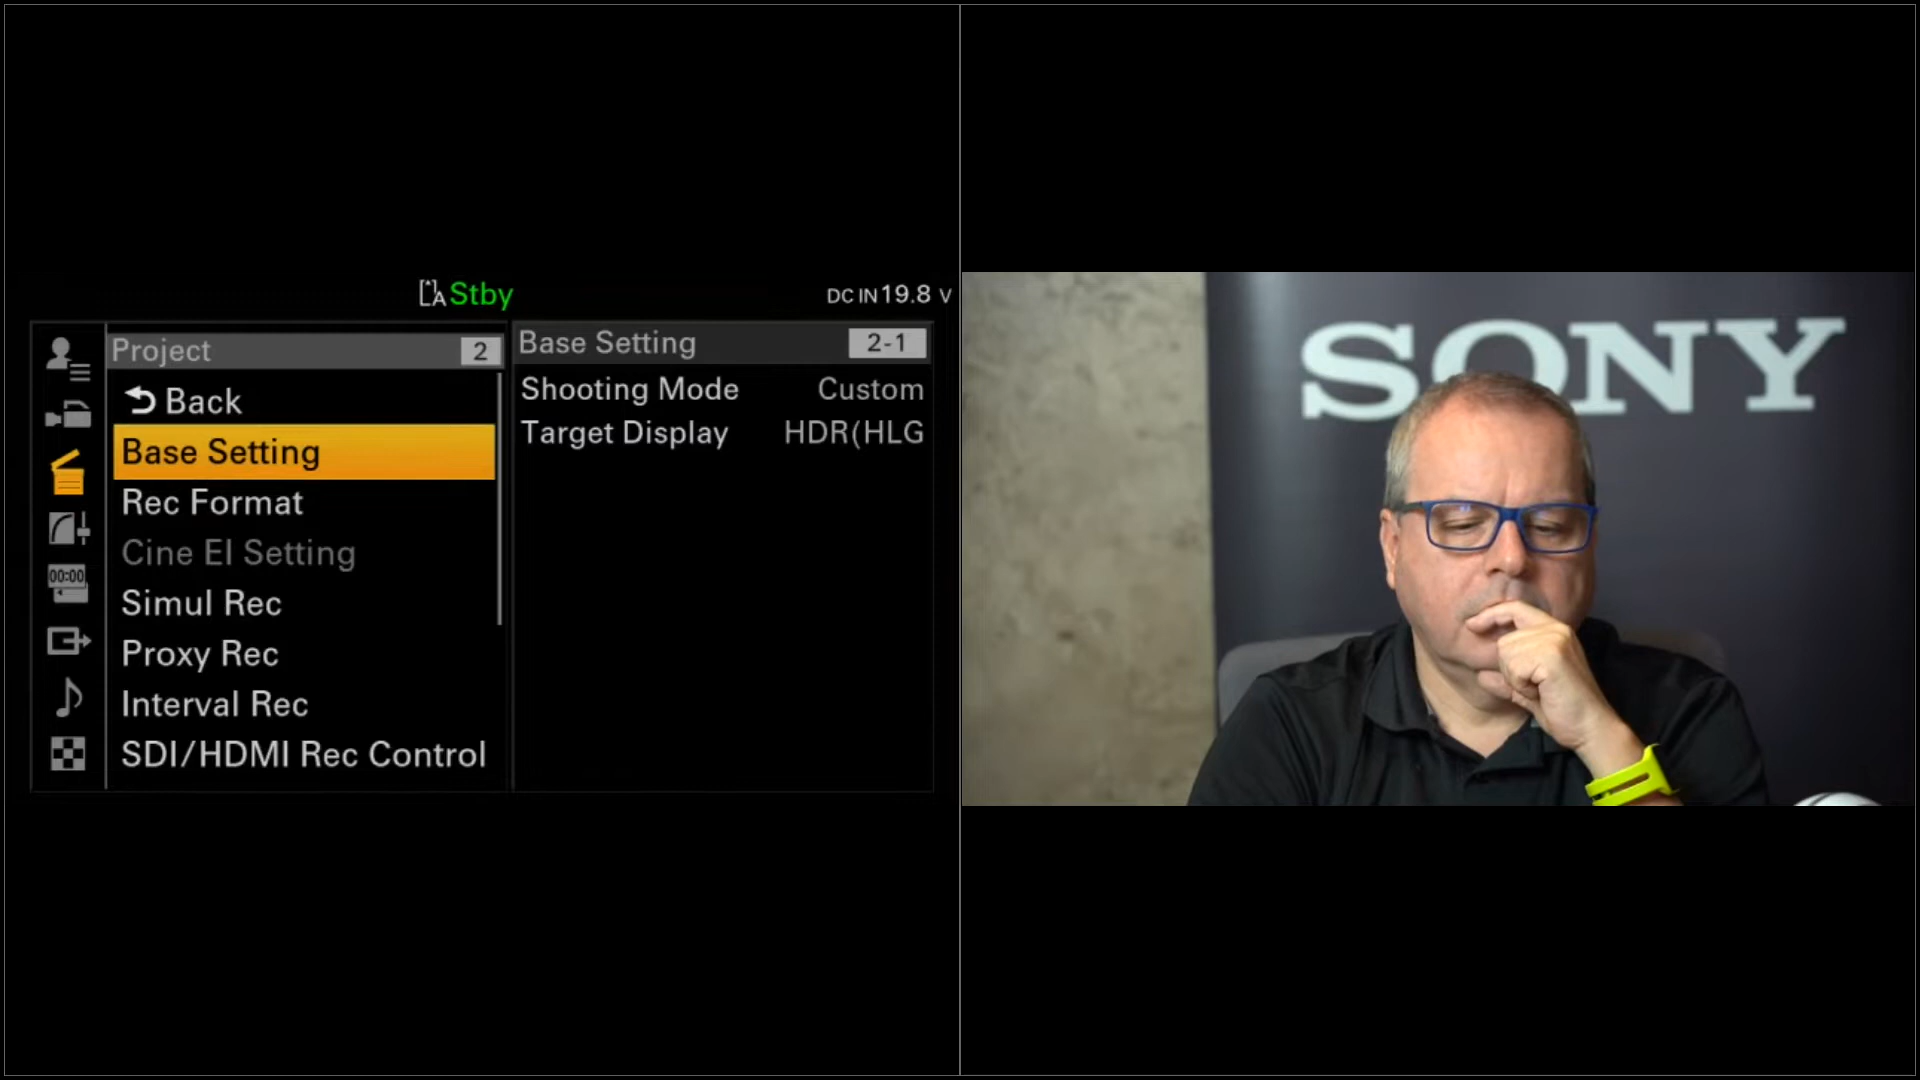 Stby
DC IN 19.8 V
Project 2
Back
Base Setting
Rec Format
Cine EI Setting
Simul Rec
Proxy Rec
Interval Rec
SDI/HDMI Rec Control
00:00
Base Setting 2-1
Shooting Mode Custom
Target Display HDR(HLG
SONY